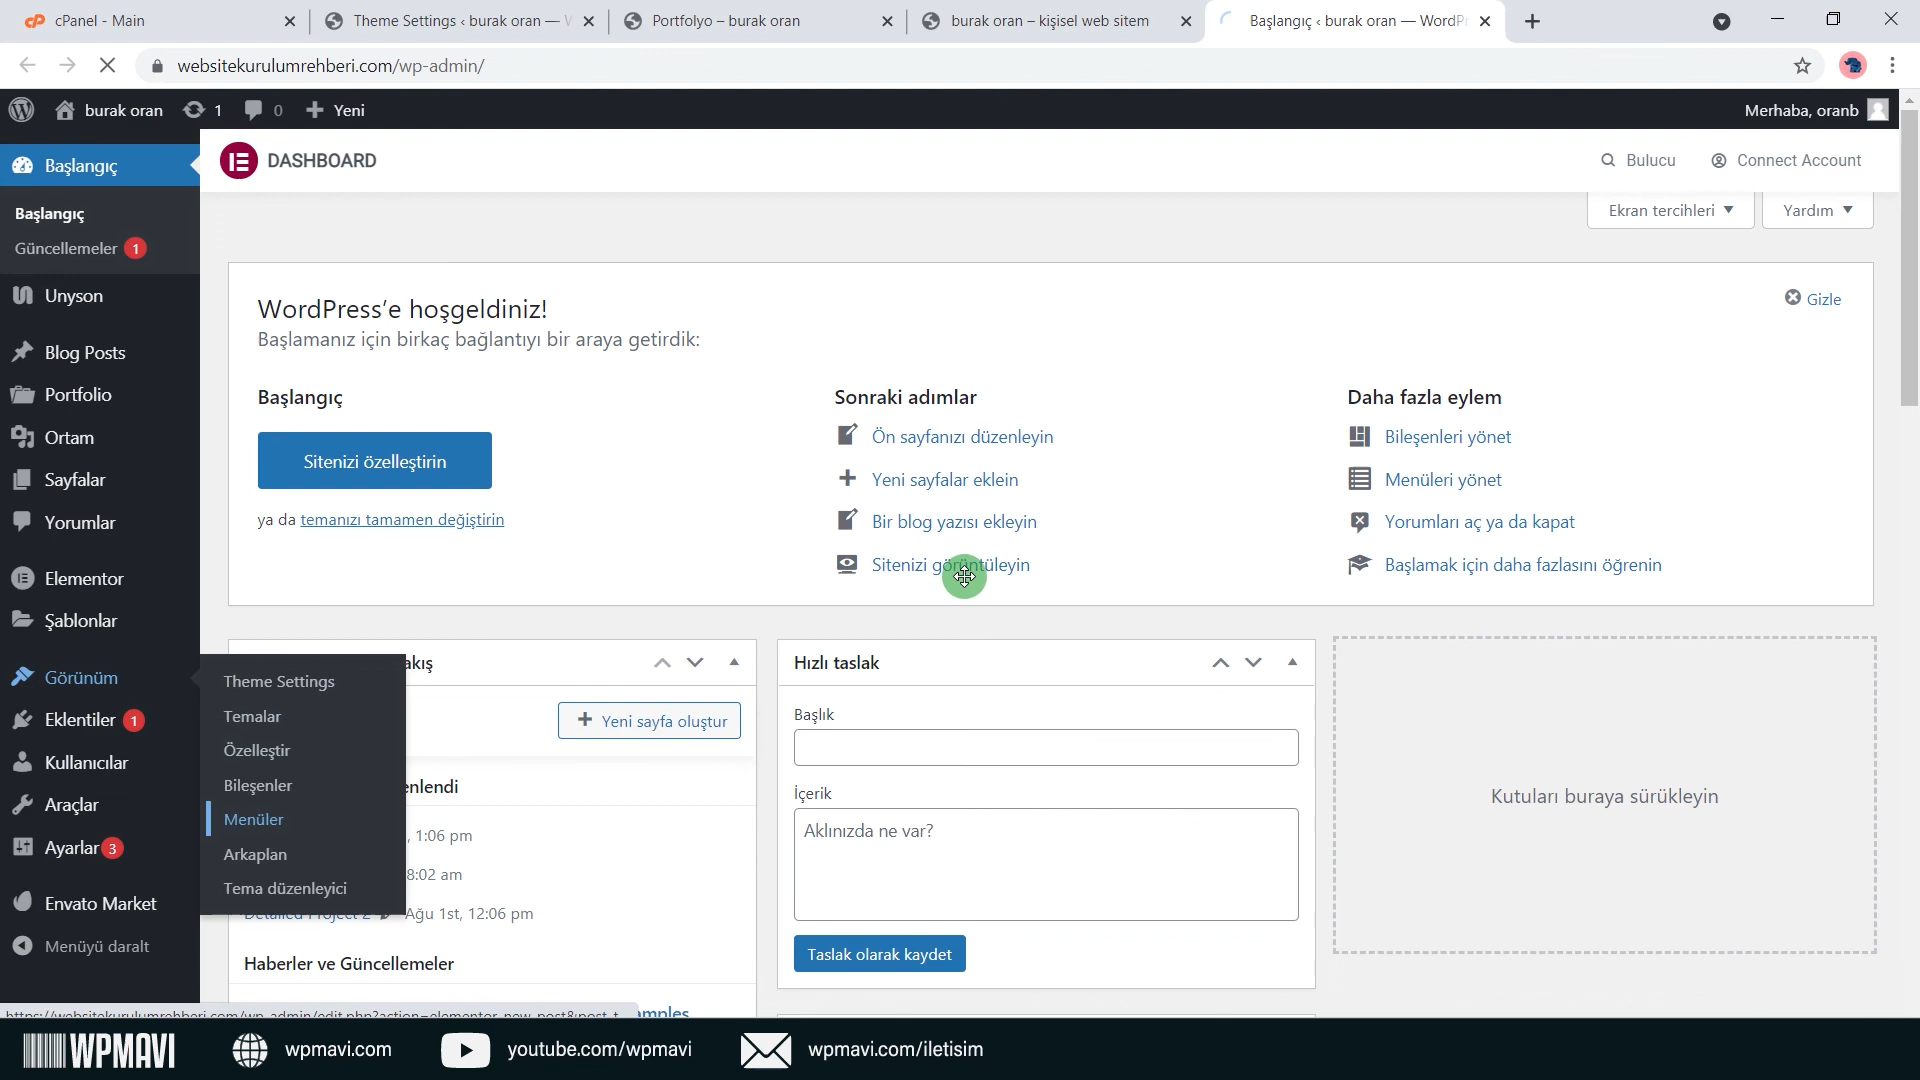 cPanel - Main
Theme Settings ‹ burak oran —
Portfolyo – burak oran
burak oran – kişisel web sitem
Başlangıç ‹ burak oran — WordP
websitekurulumrehberi.com/wp-admin/
burak oran
1
0
Yeni
Merhaba, oranb
Başlangıç
DASHBOARD
Bulucu
Connect Account
Başlangıç
Ekran tercihleri
Yardım
Güncellemeler 1
Unyson
WordPress'e hoşgeldiniz!
Gizle
Başlamanız için birkaç bağlantıyı bir araya getirdik:
Blog Posts
Portfolio
Başlangıç
Sonraki adımlar
Daha fazla eylem
Ortam
Sitenizi özelleştirin
Ön sayfanızı düzenleyin
Bileşenleri yönet
Sayfalar
Yeni sayfalar eklein
Menüleri yönet
Yorumlar
ya da temanızı tamamen değiştirin
Bir blog yazısı ekleyin
Yorumları aç ya da kapat
Elementor
Sitenizi görüntüleyin
Başlamak için daha fazlasını öğrenin
Şablonlar
Görünüm
Theme Settings
akış
Hızlı taslak
Eklentiler 1
Temalar
Yeni sayfa oluştur
Başlık
Kullanıcılar
Özelleştir
Bileşenler
enlendi
İçerik
Kutuları buraya sürükleyin
Araçlar
Menüler
, 1:06 pm
Aklınızda ne var?
Ayarlar 3
Arkaplan
8:02 am
Envato Market
Tema düzenleyici
Ağu 1st, 12:06 pm
Menüyü daralt
Haberler ve Güncellemeler
Taslak olarak kaydet
WPMAVI
wpmavi.com
youtube.com/wpmavi
wpmavi.com/iletisim